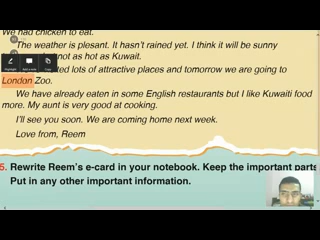 We had chicken to eat.
The weather is plesant. It hasn't rained yet. I think it will be sunny
not as hot as Kuwait.
ted lots of attractive places and tomorrow we are going to
London Zoo.
We have already eaten in some English restaurants but I like Kuwaiti food
more. My aunt is very good at cooking.
I'll see you soon. We are coming home next week.
Love from, Reem
5. Rewrite Reem's e-card in your notebook. Keep the important parts
Put in any other important information.